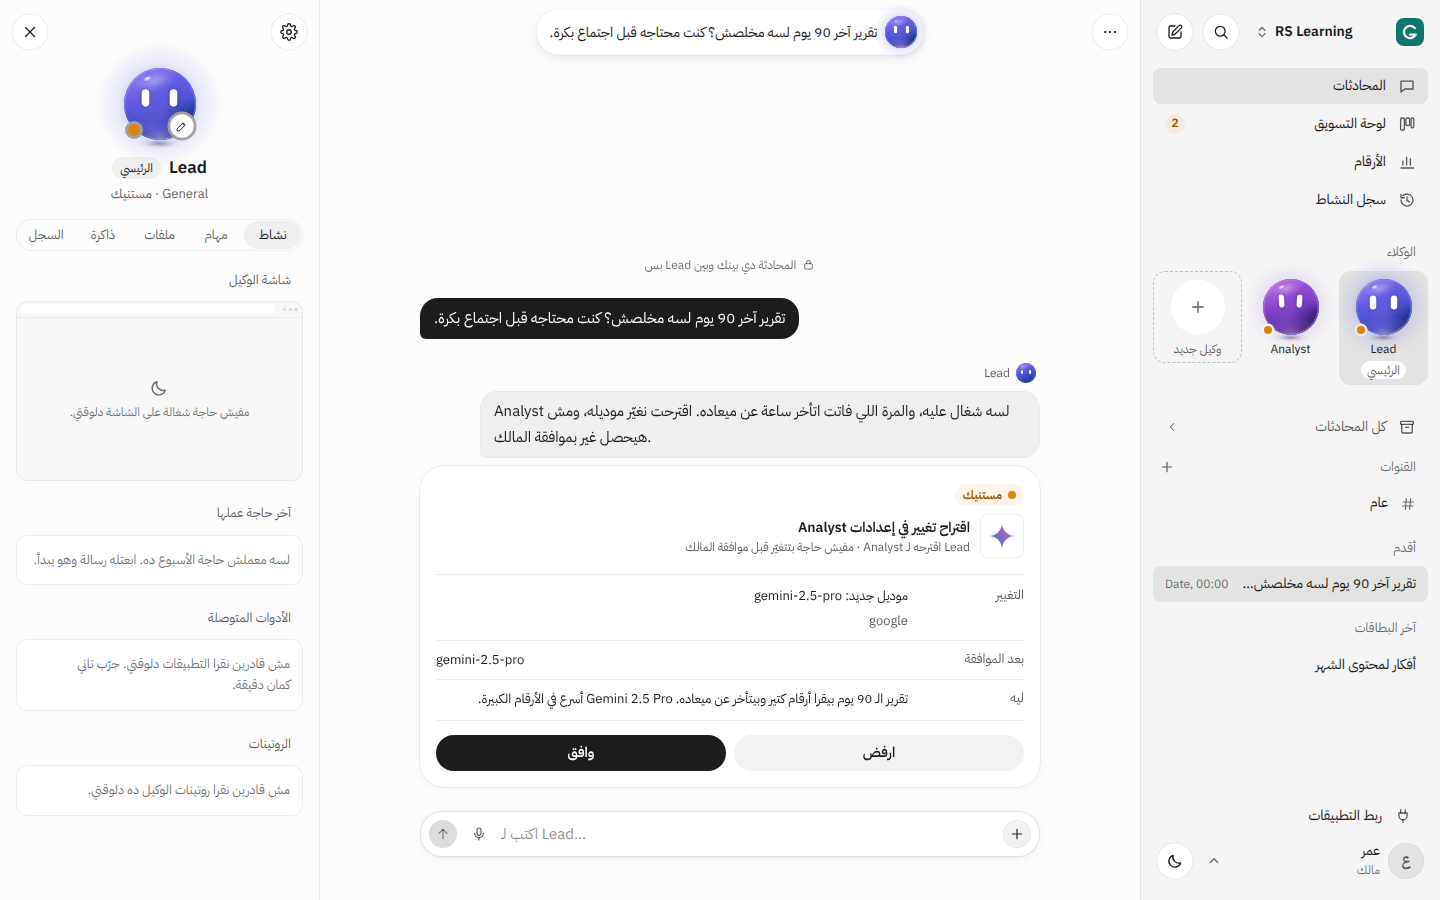 RS Learning
المحادثات
لوحة التسويق
2
الأرقام
سجل النشاط
الوكلاء
Lead
الرئيسي
Analyst
وكيل جديد
كل المحادثات
القنوات
عام
أقدم
تقرير آخر 90 يوم لسه مخلصش...
Date, 00:00
آخر البطاقات
أفكار لمحتوى الشهر
ربط التطبيقات
ع
عمر
مالك
تقرير آخر 90 يوم لسه مخلصش؟ كنت محتاجه قبل اجتماع بكرة.
المحادثة دي بينك وبين Lead بس
تقرير آخر 90 يوم لسه مخلصش؟ كنت محتاجه قبل اجتماع بكرة.
Lead
Analyst لسه شغال عليه، والمرة اللي فاتت اتأخر ساعة عن ميعاده. اقترحت نغيّر موديله، ومش
هيحصل غير بموافقة المالك.
مستنيك
اقتراح تغيير في إعدادات Analyst
Lead اقترحه لـ Analyst · مفيش حاجة بتتغيّر قبل موافقة المالك
التغيير
موديل جديد: gemini-2.5-pro
google
بعد الموافقة
gemini-2.5-pro
ليه
تقرير الـ 90 يوم بيقرا أرقام كتير وبيتأخر عن ميعاده. Gemini 2.5 Pro أسرع في الأرقام الكبيرة.
ارفض
وافق
اكتب لـ Lead...
Lead
الرئيسي
General · مستنيك
نشاط
مهام
ملفات
ذاكرة
السجل
شاشة الوكيل
مفيش حاجة شغالة على الشاشة دلوقتي.
آخر حاجة عملها
لسه معملش حاجة الأسبوع ده. ابعتله رسالة وهو يبدأ.
الأدوات المتوصلة
مش قادرين نقرا التطبيقات دلوقتي. جرّب تاني
كمان دقيقة.
الروتينات
مش قادرين نقرا روتينات الوكيل ده دلوقتي.